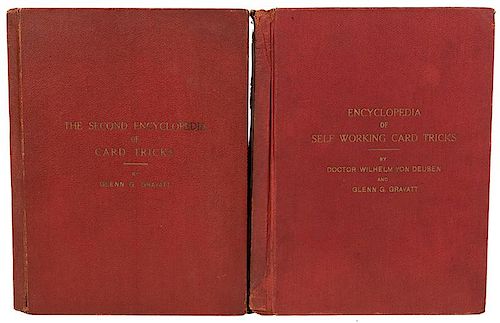 THE SECOND ENCYCLOPEDIA
OF
CARD TRICKS
BY
GLENN G. GRAVATT
ENCYCLOPEDIA
OF
SELF WORKING CARD TRICKS
BY
DOCTOR WILHELM VON DEUSEN
AND
GLENN G. GRAVATT